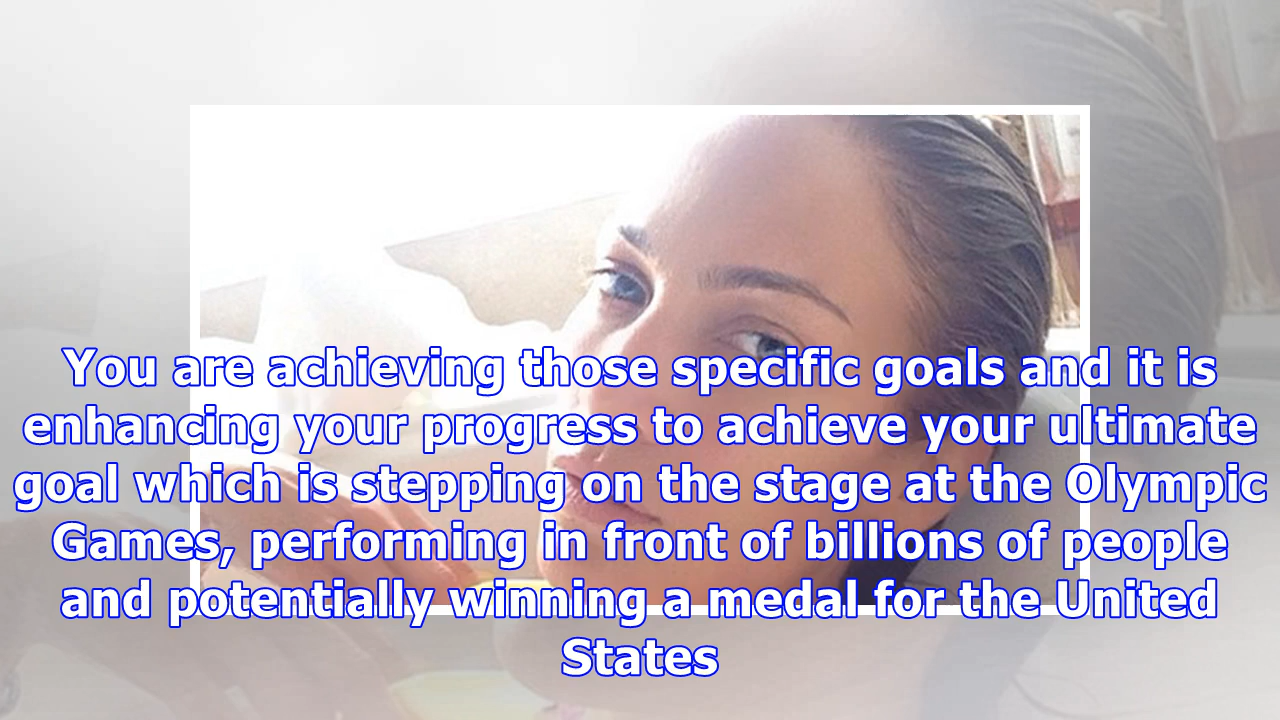 You are achieving those specific goals and it is
enhancing your progress to achieve your ultimate
goal which is stepping on the stage at the Olympic
Games, performing in front of billions of people
and potentially winning a medal for the United
States